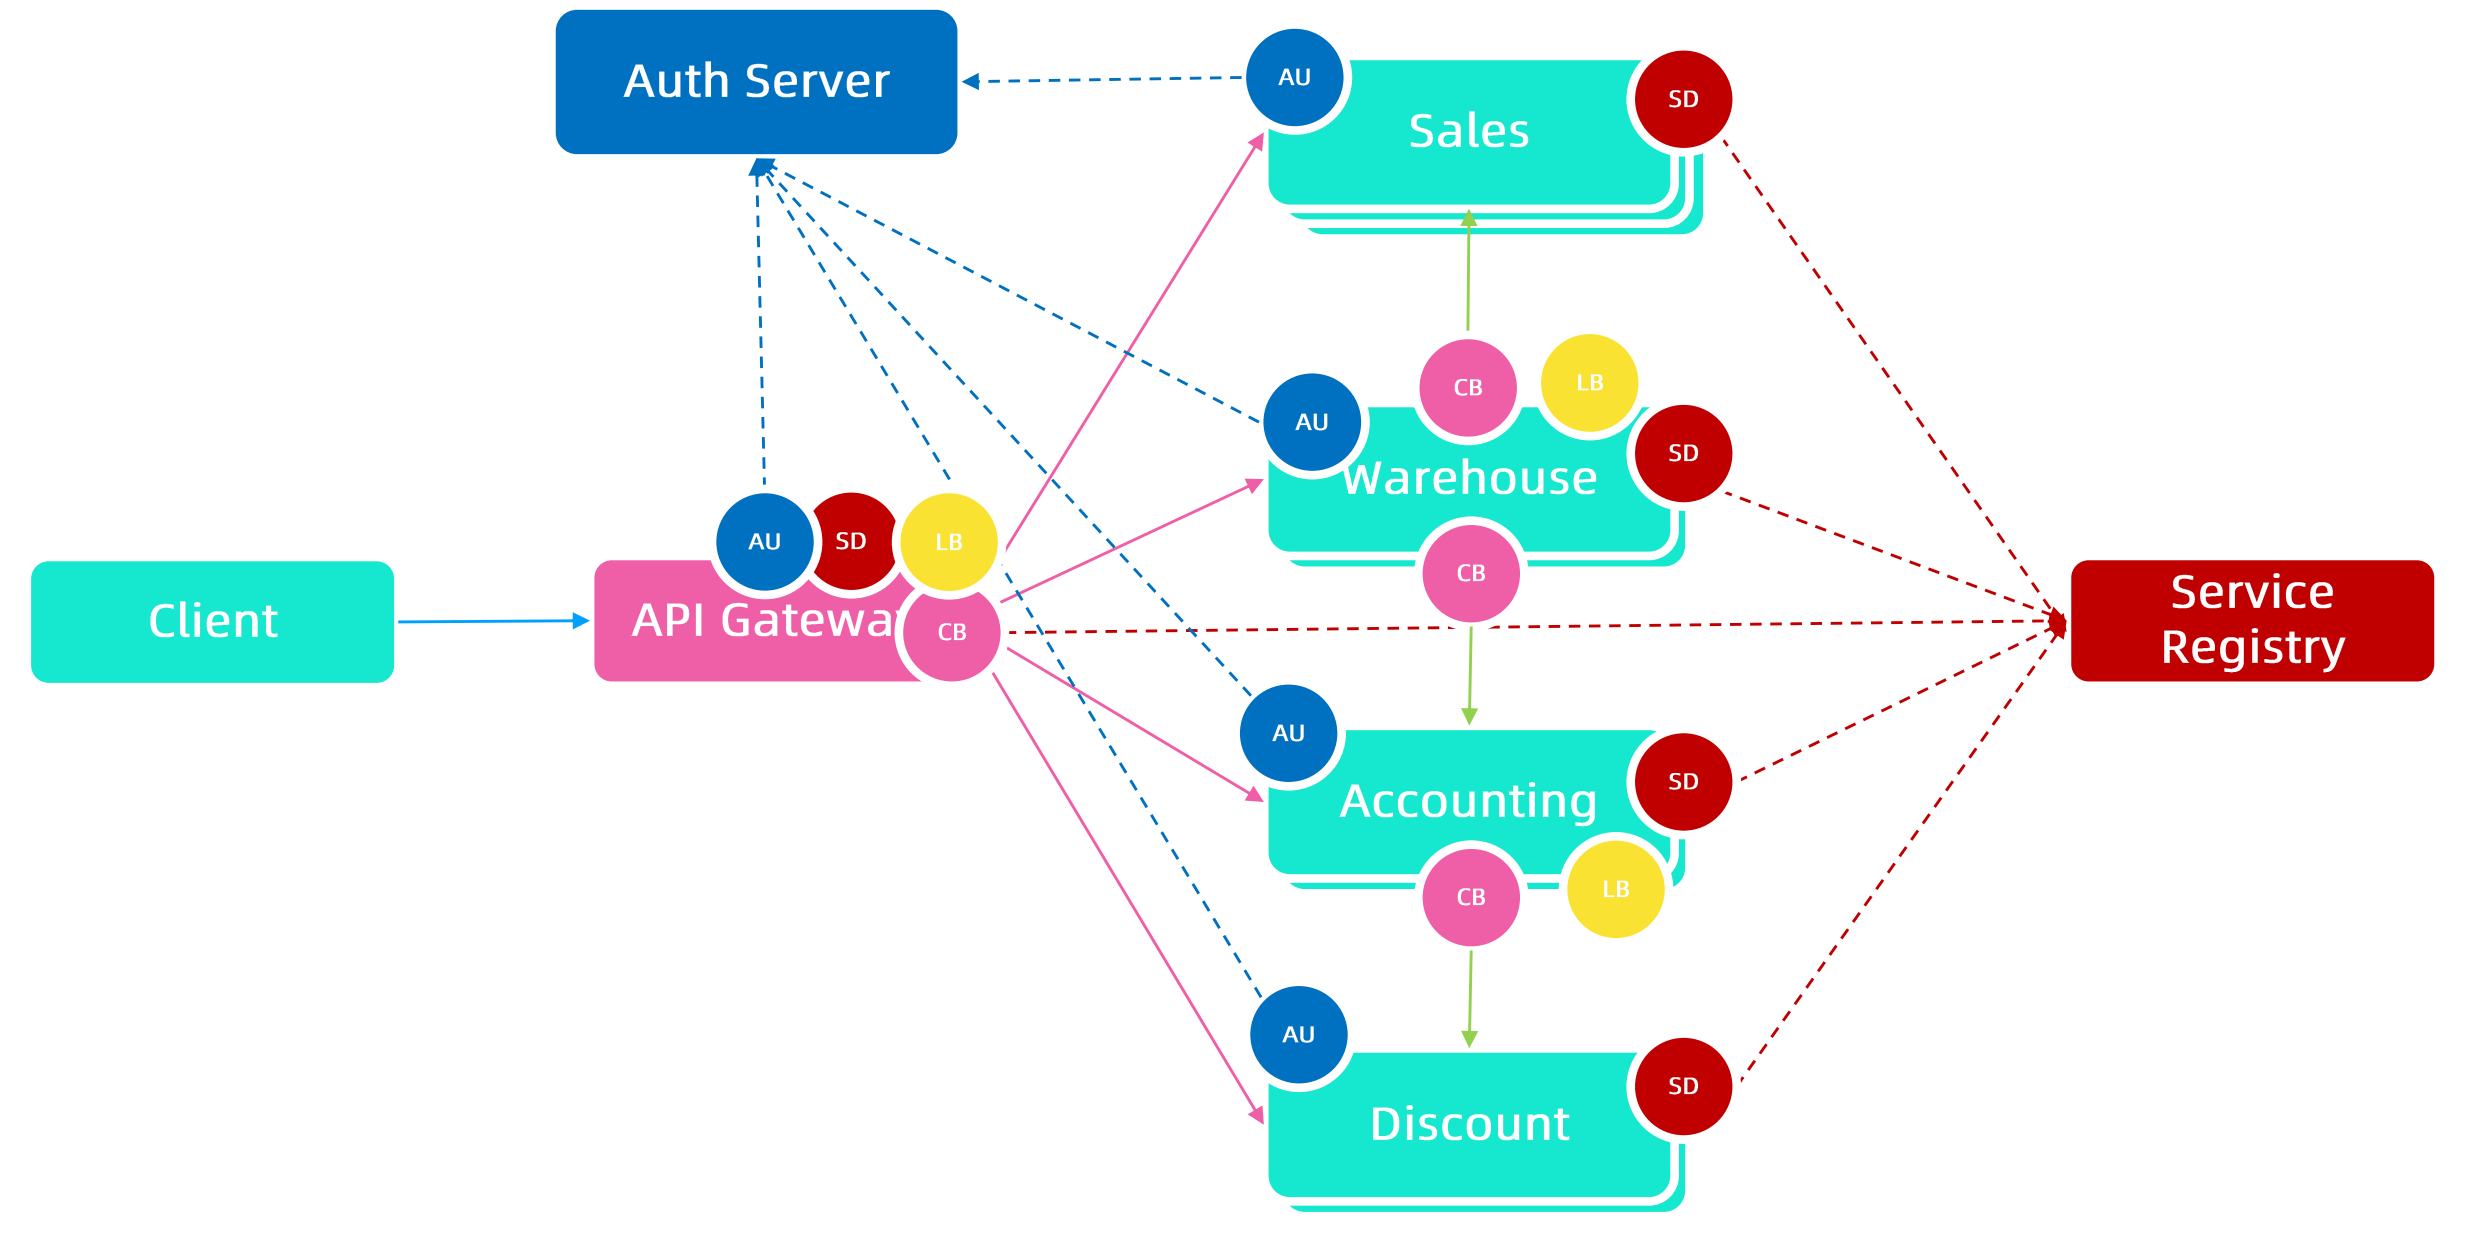 Auth Server
AU
Sales
SD
CB
LB
AU
Warehouse
SD
AU
SD
LB
Client
API Gateway
CB
CB
Service
Registry
AU
Accounting
SD
CB
LB
AU
Discount
SD